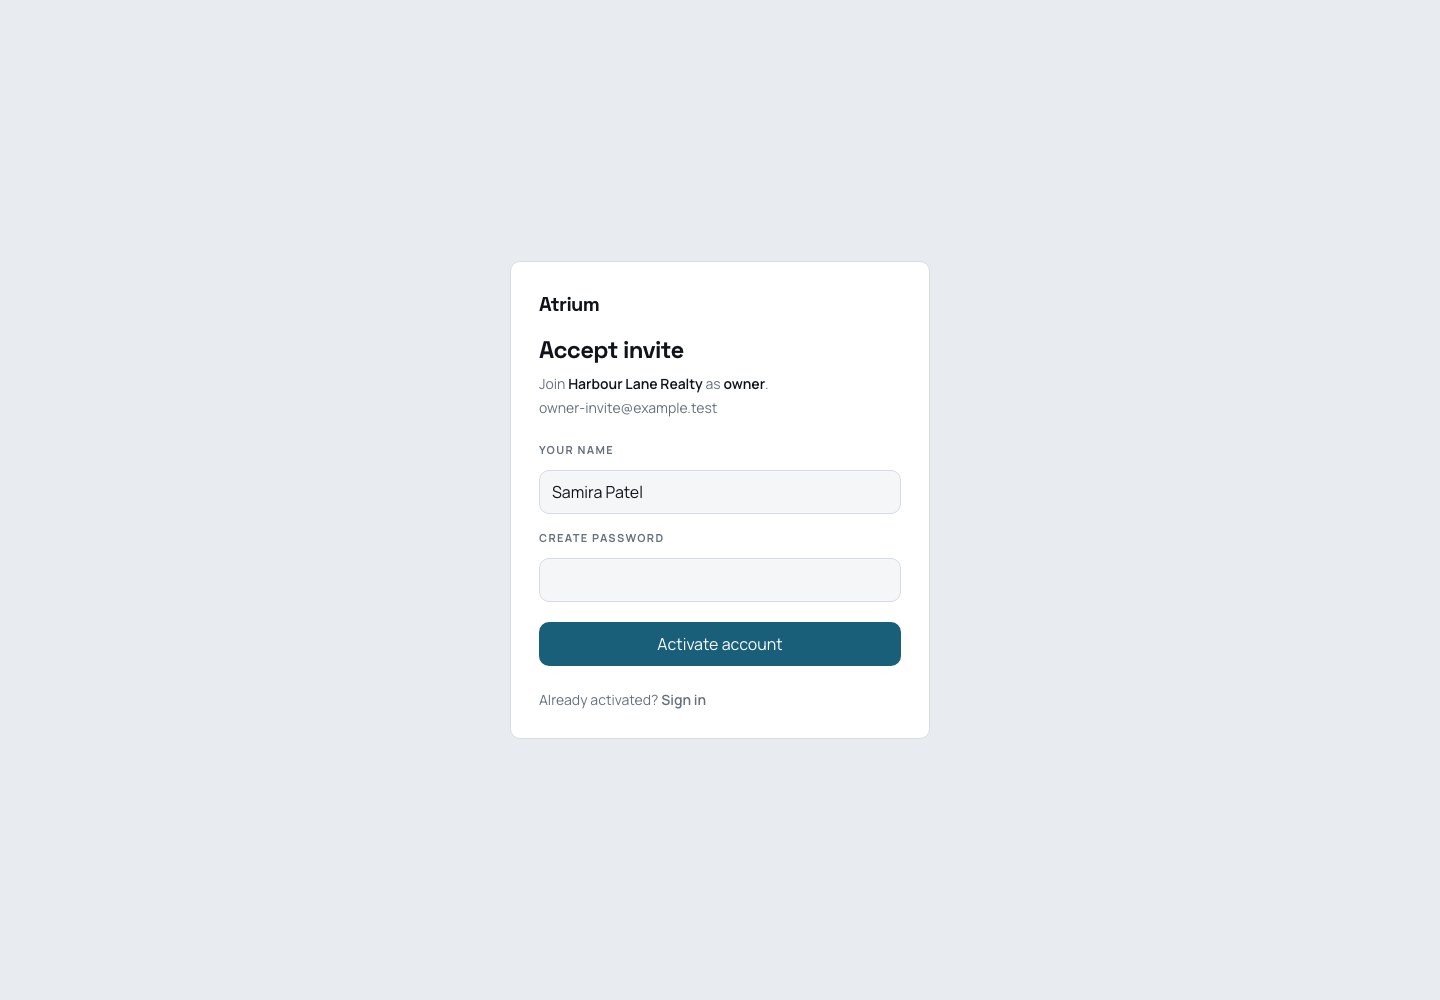 Atrium
Accept invite
Join Harbour Lane Realty as owner.
owner-invite@example.test
YOUR NAME
Samira Patel
CREATE PASSWORD
Activate account
Already activated? Sign in